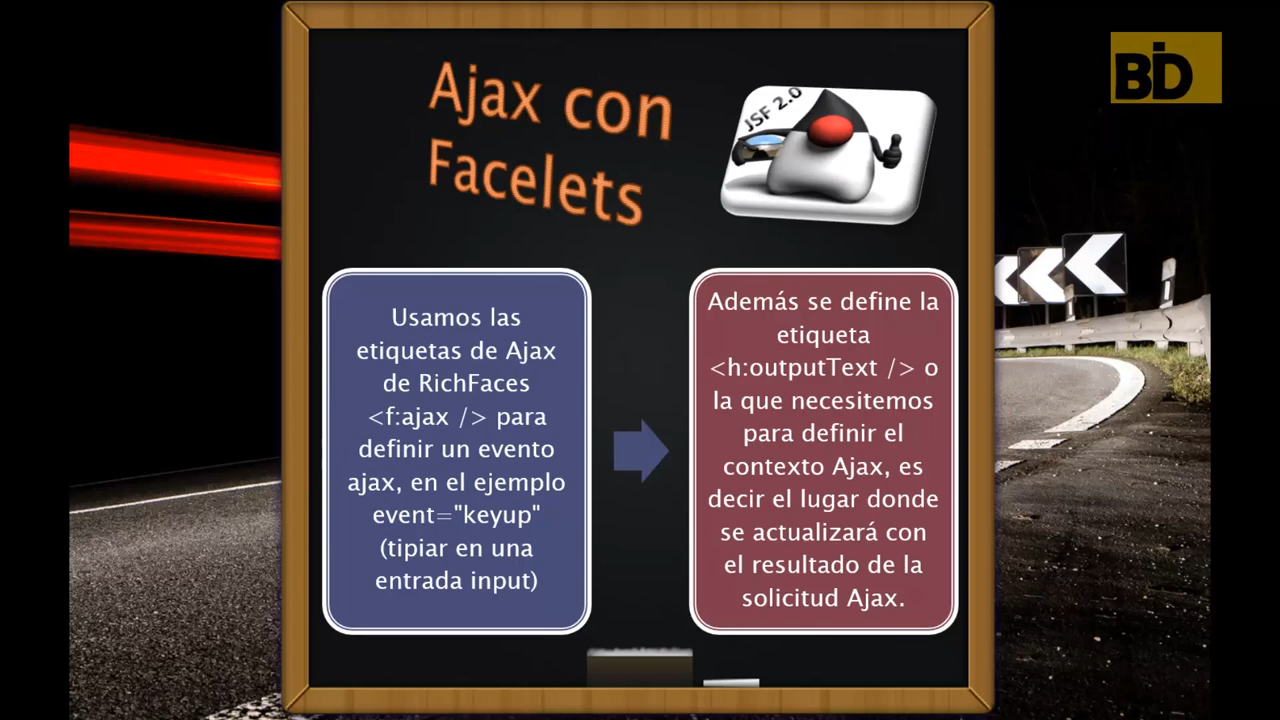 BID
Ajax con
Facelets
JSF 2.0
Usamos las
etiquetas de Ajax
de RichFaces
<f:ajax /> para
definir un evento
ajax, en el ejemplo
event="keyup"
(tipiar en una
entrada input)
Además se define la
etiqueta
<h:outputText /> o
la que necesitemos
para definir el
contexto Ajax, es
decir el lugar donde
se actualizará con
el resultado de la
solicitud Ajax.